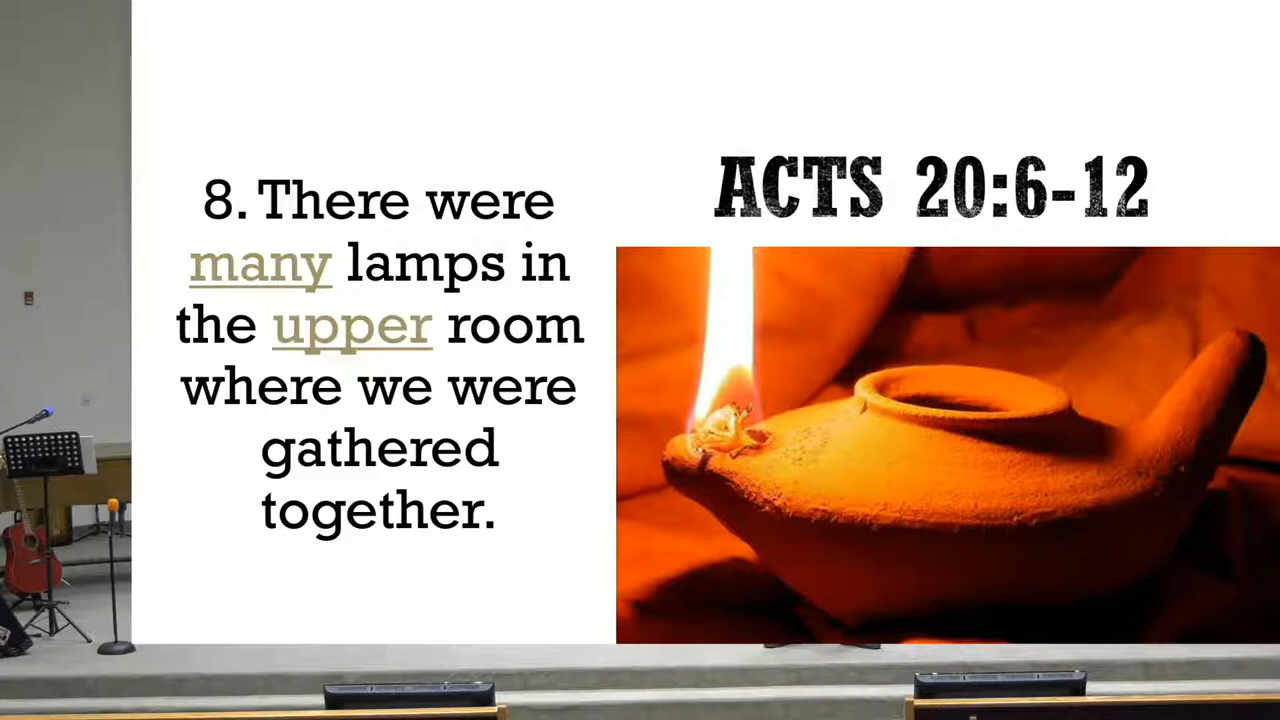 8. There were
many lamps in
the upper room
where we were
gathered
together.
ACTS 20:6-12